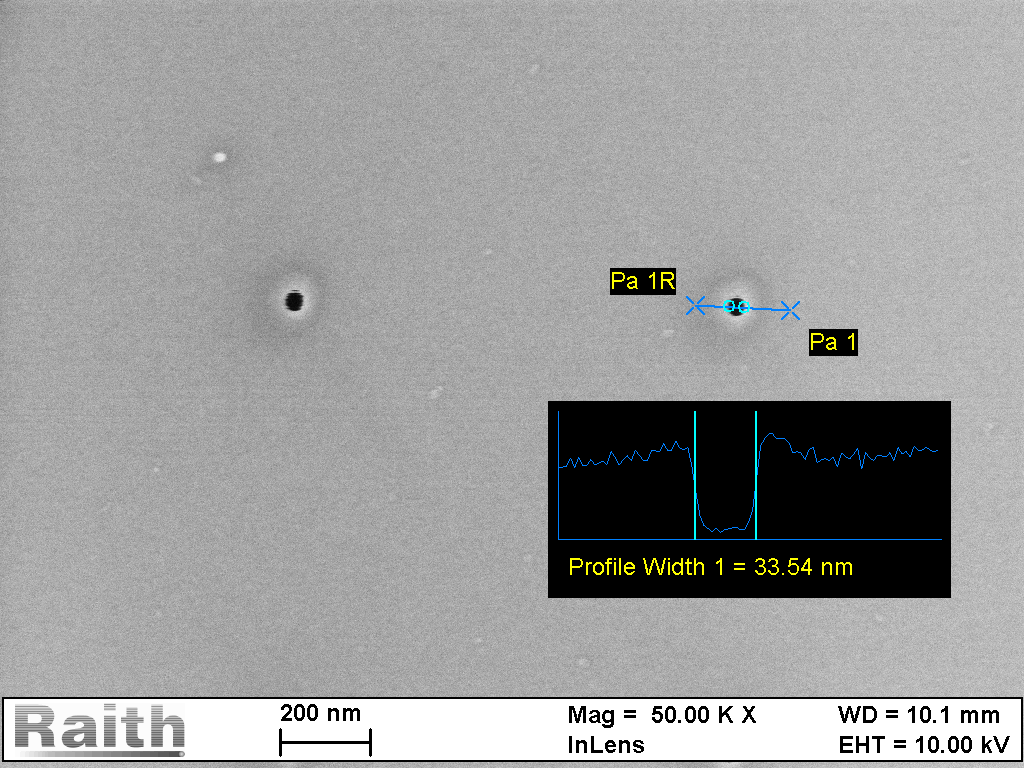 Pa 1R
Pa 1
Profile Width 1 = 33.54 nm
Raith
200 nm
Mag = 50.00 K X
WD = 10.1 mm
InLens
EHT = 10.00 kV